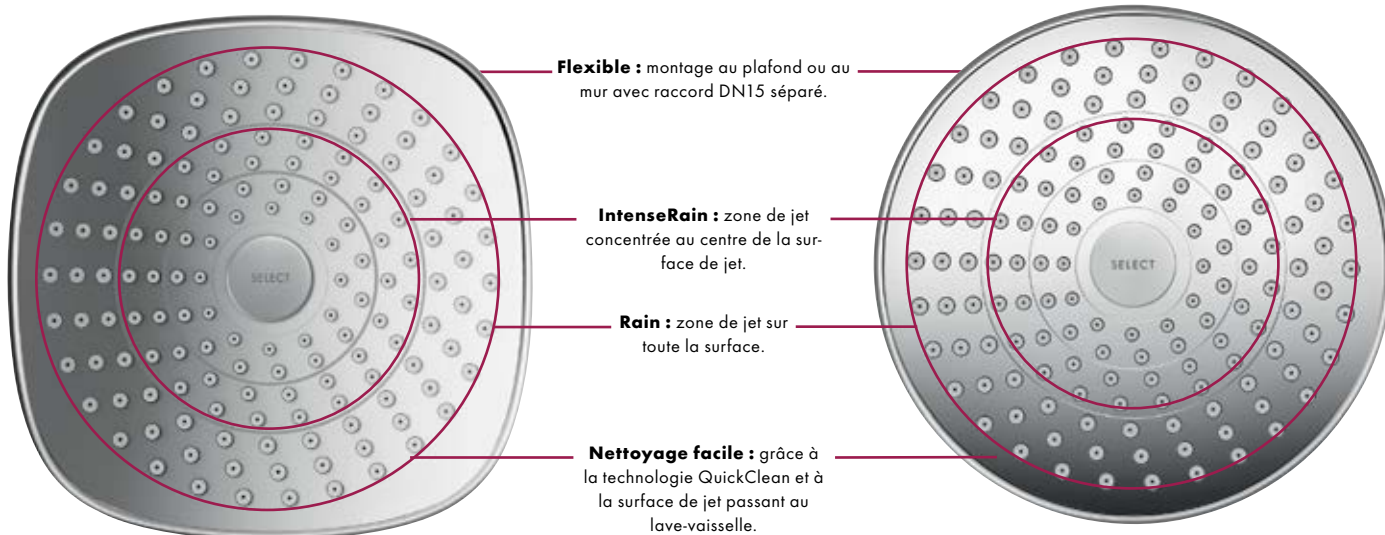 Flexible : montage au plafond ou au
mur avec raccord DN15 séparé.
IntenseRain : zone de jet
concentrée au centre de la sur-
face de jet.
SELECT
SELECT
Rain : zone de jet sur
toute la surface.
Nettoyage facile : grâce à
la technologie QuickClean et à
la surface de jet passant au
lave-vaisselle.